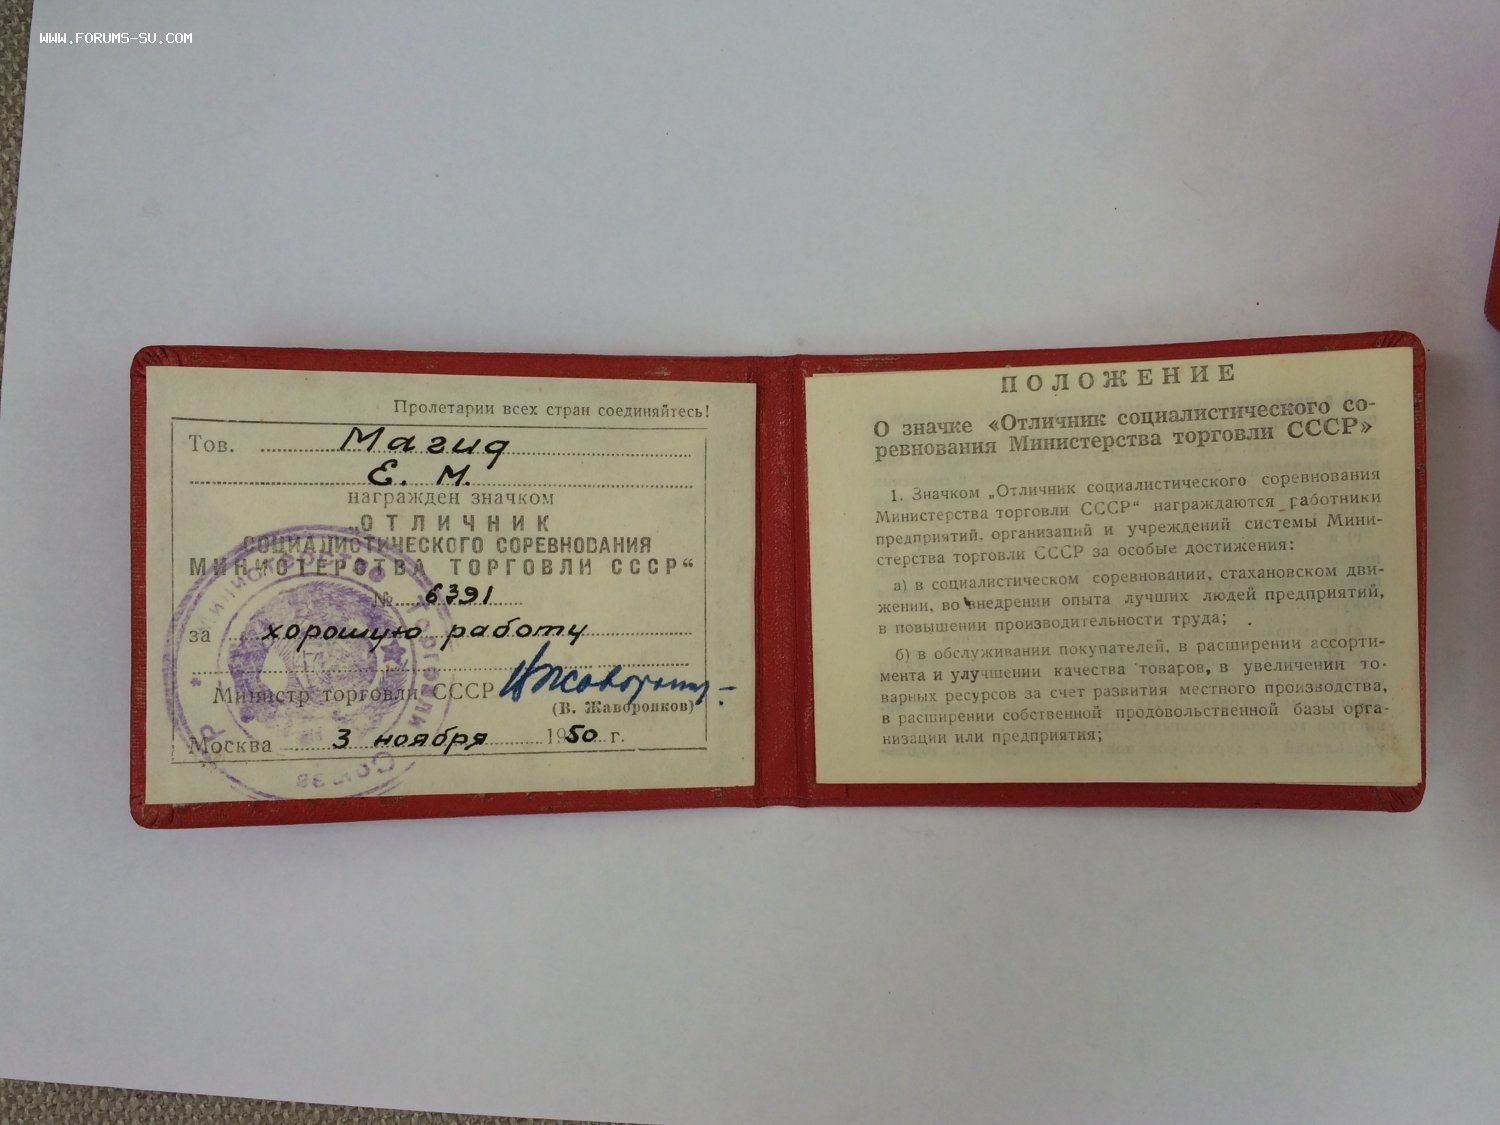 WWW.FORUMS-SU.COM
Пролетарии всех стран соединяйтесь!
Тов. Магид
Е. М.
награжден значком
„ОТЛИЧНИК
СОЦИАЛИСТИЧЕСКОГО СОРЕВНОВАНИЯ
МИНИСТЕРСТВА ТОРГОВЛИ СССР“
№ 6391
за хорошую работу
Министр торговли СССР
(В. Жаворонков)
Москва 3 ноября 1950 г.
Министерство Торговли Союза
ПОЛОЖЕНИЕ
О значке «Отличник социалистического со-
ревнования Министерства торговли СССР»
1. Значком „Отличник социалистического соревнования
Министерства торговли СССР“ награждаются работники
предприятий, организаций и учреждений системы Мини-
стерства торговли СССР за особые достижения:
а) в социалистическом соревновании, стахановском дви-
жении, во внедрении опыта лучших людей предприятий,
в повышении производительности труда;
б) в обслуживании покупателей, в расширении ассорти-
мента и улучшении качества товаров, в увеличении то-
варных ресурсов за счет развития местного производства,
в расширении собственной продовольственной базы орга-
низации или предприятия;